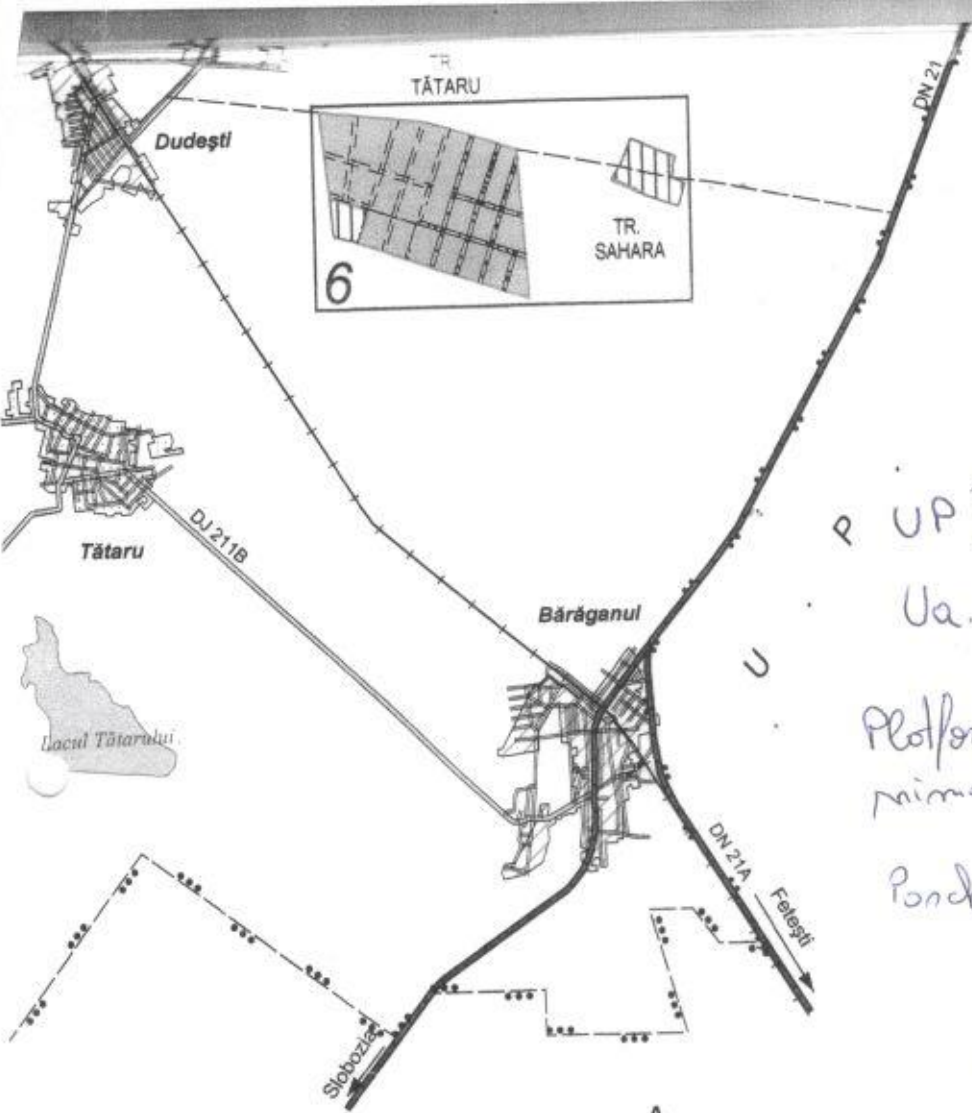 TR.
TĂTARU
DN 21
Dudești
TR.
SAHARA
6
DJ 211B
Tătaru
P
UP
Bărăganul
Ua.
U
Lacul Tătarului
DN 21A
Fetești
Slobozia
A